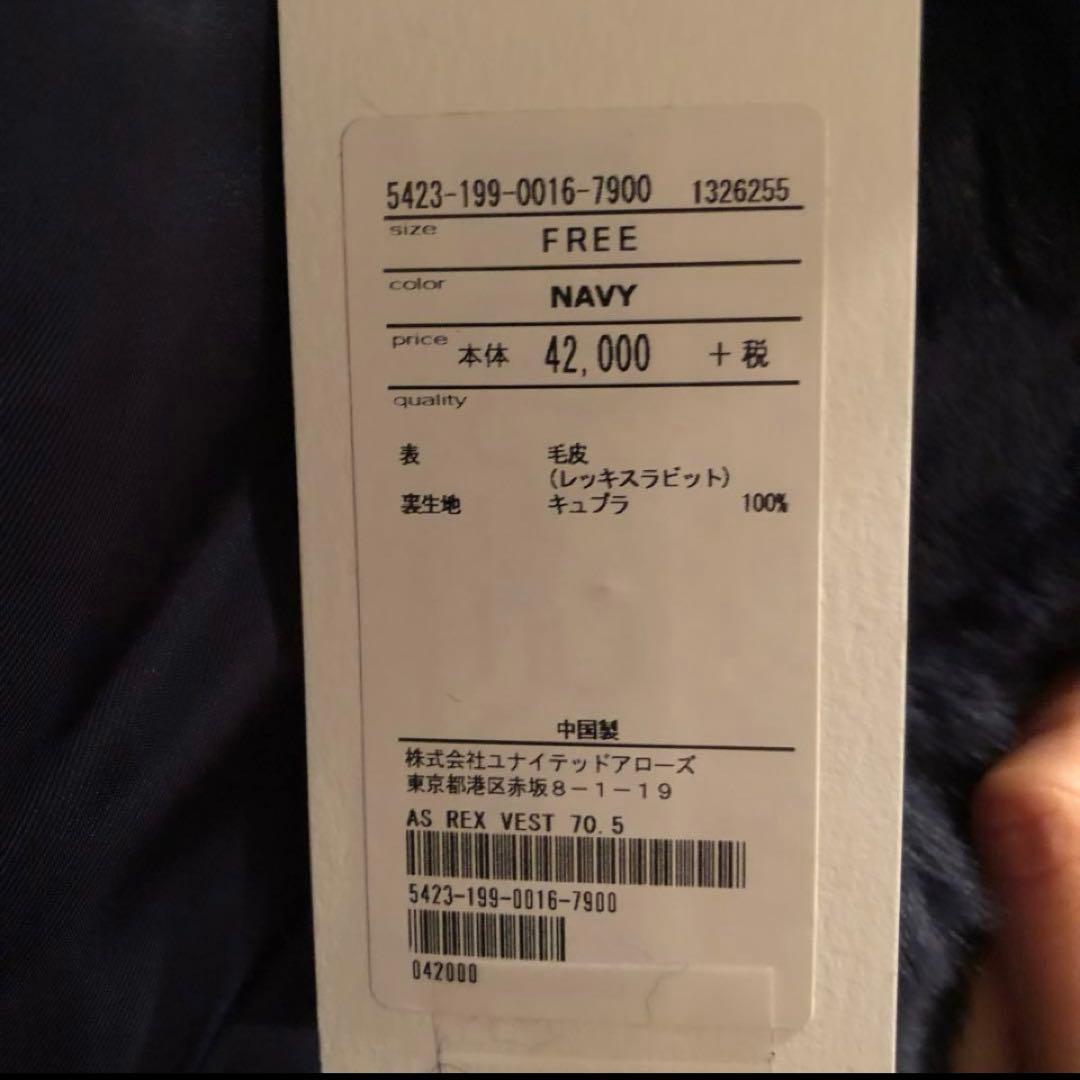 5423-199-0016-7900 1326255
size FREE
color NAVY
price 本体 42,000 +税
quality
表 毛皮
(レッキスラビット)
裏生地 キュプラ 100%
中国製
株式会社ユナイテッドアローズ
東京都港区赤坂8-1-19
AS REX VEST 70.5
5423-199-0016-7900
042000